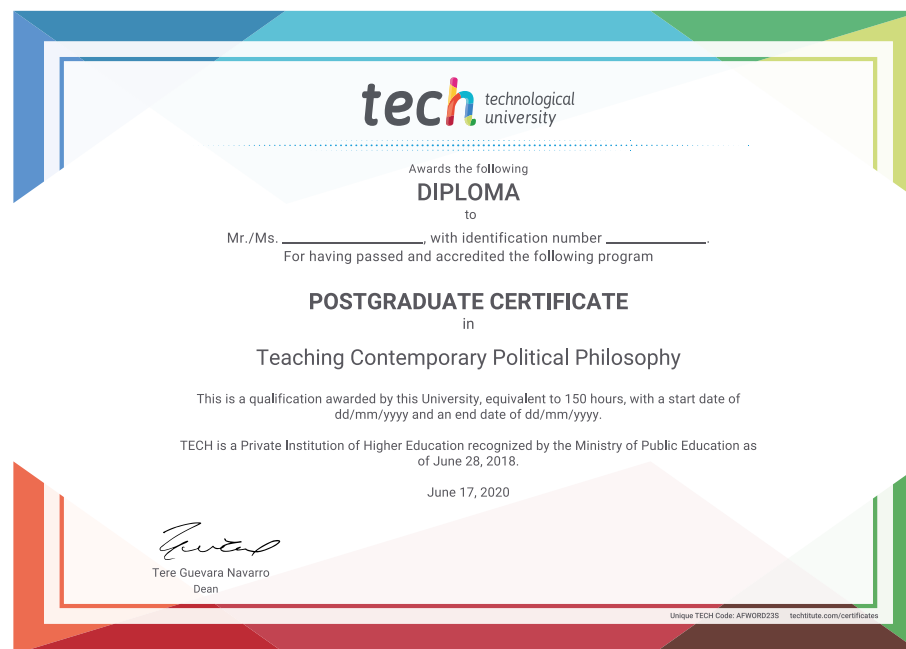 tech technological
university
Awards the following
DIPLOMA
to
Mr./Ms. ____________________, with identification number ______________.
For having passed and accredited the following program
POSTGRADUATE CERTIFICATE
in
Teaching Contemporary Political Philosophy
This is a qualification awarded by this University, equivalent to 150 hours, with a start date of
dd/mm/yyyy and an end date of dd/mm/yyyy.
TECH is a Private Institution of Higher Education recognized by the Ministry of Public Education as
of June 28, 2018.
June 17, 2020
Tere Guevara Navarro
Dean
Unique TECH Code: AFWORD23S techtitute.com/certificates